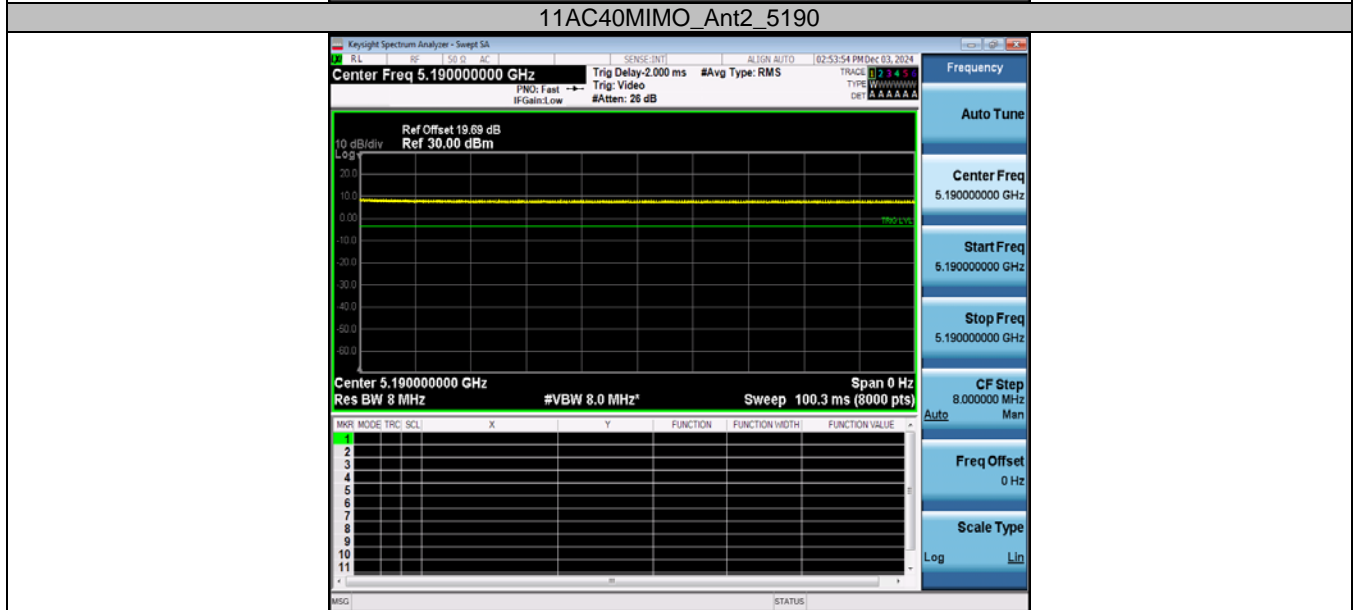 11AC40MIMO_Ant2_5190
Keysight Spectrum Analyzer - Swept SA
RL RF 50 Ω AC SENSE:INT ALIGN AUTO 02:53:54 PM Dec 03, 2024
Center Freq 5.190000000 GHz
PNO: Fast
IFGain:Low
Trig Delay-2.000 ms
Trig: Video
#Atten: 26 dB
#Avg Type: RMS
TRACE 1 2 3 4 5 6
TYPE WWWWWW
DET A A A A A A
Ref Offset 19.69 dB
10 dB/div Ref 30.00 dBm
Log
20.0
10.0
0.00
TRIG LVL
-10.0
-20.0
-30.0
-40.0
-50.0
-60.0
Center 5.190000000 GHz Span 0 Hz
Res BW 8 MHz #VBW 8.0 MHz* Sweep 100.3 ms (8000 pts)
MKR MODE TRC SCL X Y FUNCTION FUNCTION WIDTH FUNCTION VALUE
1
2
3
4
5
6
7
8
9
10
11
MSG STATUS
Frequency
Auto Tune
Center Freq
5.190000000 GHz
Start Freq
5.190000000 GHz
Stop Freq
5.190000000 GHz
CF Step
8.000000 MHz
Auto Man
Freq Offset
0 Hz
Scale Type
Log Lin